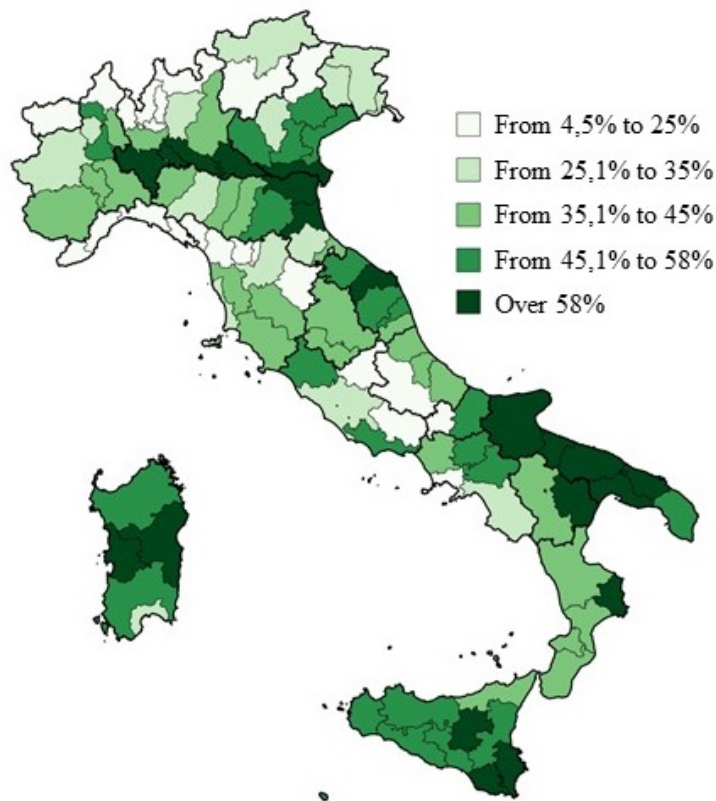 From 4,5% to 25%
From 25,1% to 35%
From 35,1% to 45%
From 45,1% to 58%
Over 58%